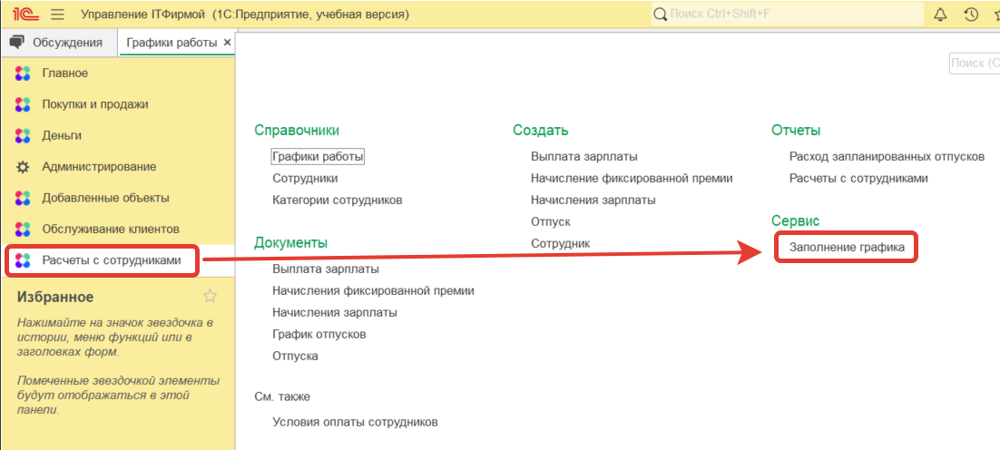 1С Управление ITФирмой (1С:Предприятие, учебная версия) Поиск Ctrl+Shift+F
Обсуждения Графики работы ×
Главное
Покупки и продажи
Деньги
Администрирование
Добавленные объекты
Обслуживание клиентов
Расчеты с сотрудниками
Избранное
Нажимайте на значок звездочка в
истории, меню функций или в
заголовках форм.
Помеченные звездочкой элементы
будут отображаться в этой
панели.
Поиск (C
Справочники
Графики работы
Сотрудники
Категории сотрудников
Документы
Выплата зарплаты
Начисления фиксированной премии
Начисления зарплаты
График отпусков
Отпуска
См. также
Условия оплаты сотрудников
Создать
Выплата зарплаты
Начисление фиксированной премии
Начисления зарплаты
Отпуск
Сотрудник
Отчеты
Расход запланированных отпусков
Расчеты с сотрудниками
Сервис
Заполнение графика